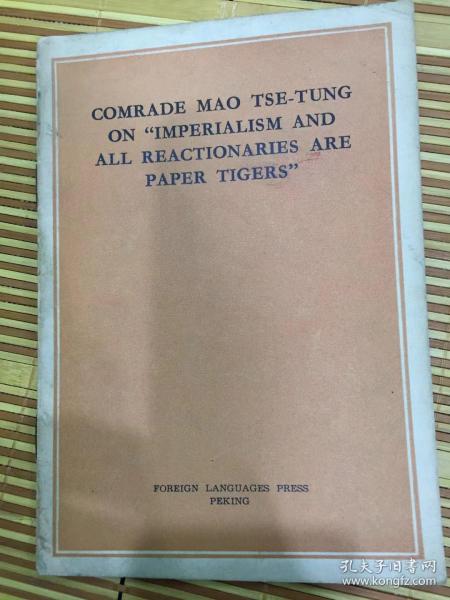 COMRADE MAO TSE-TUNG
ON “IMPERIALISM AND
ALL REACTIONARIES ARE
PAPER TIGERS”
FOREIGN LANGUAGES PRESS
PEKING
孔夫子旧书网
www.kongfz.com